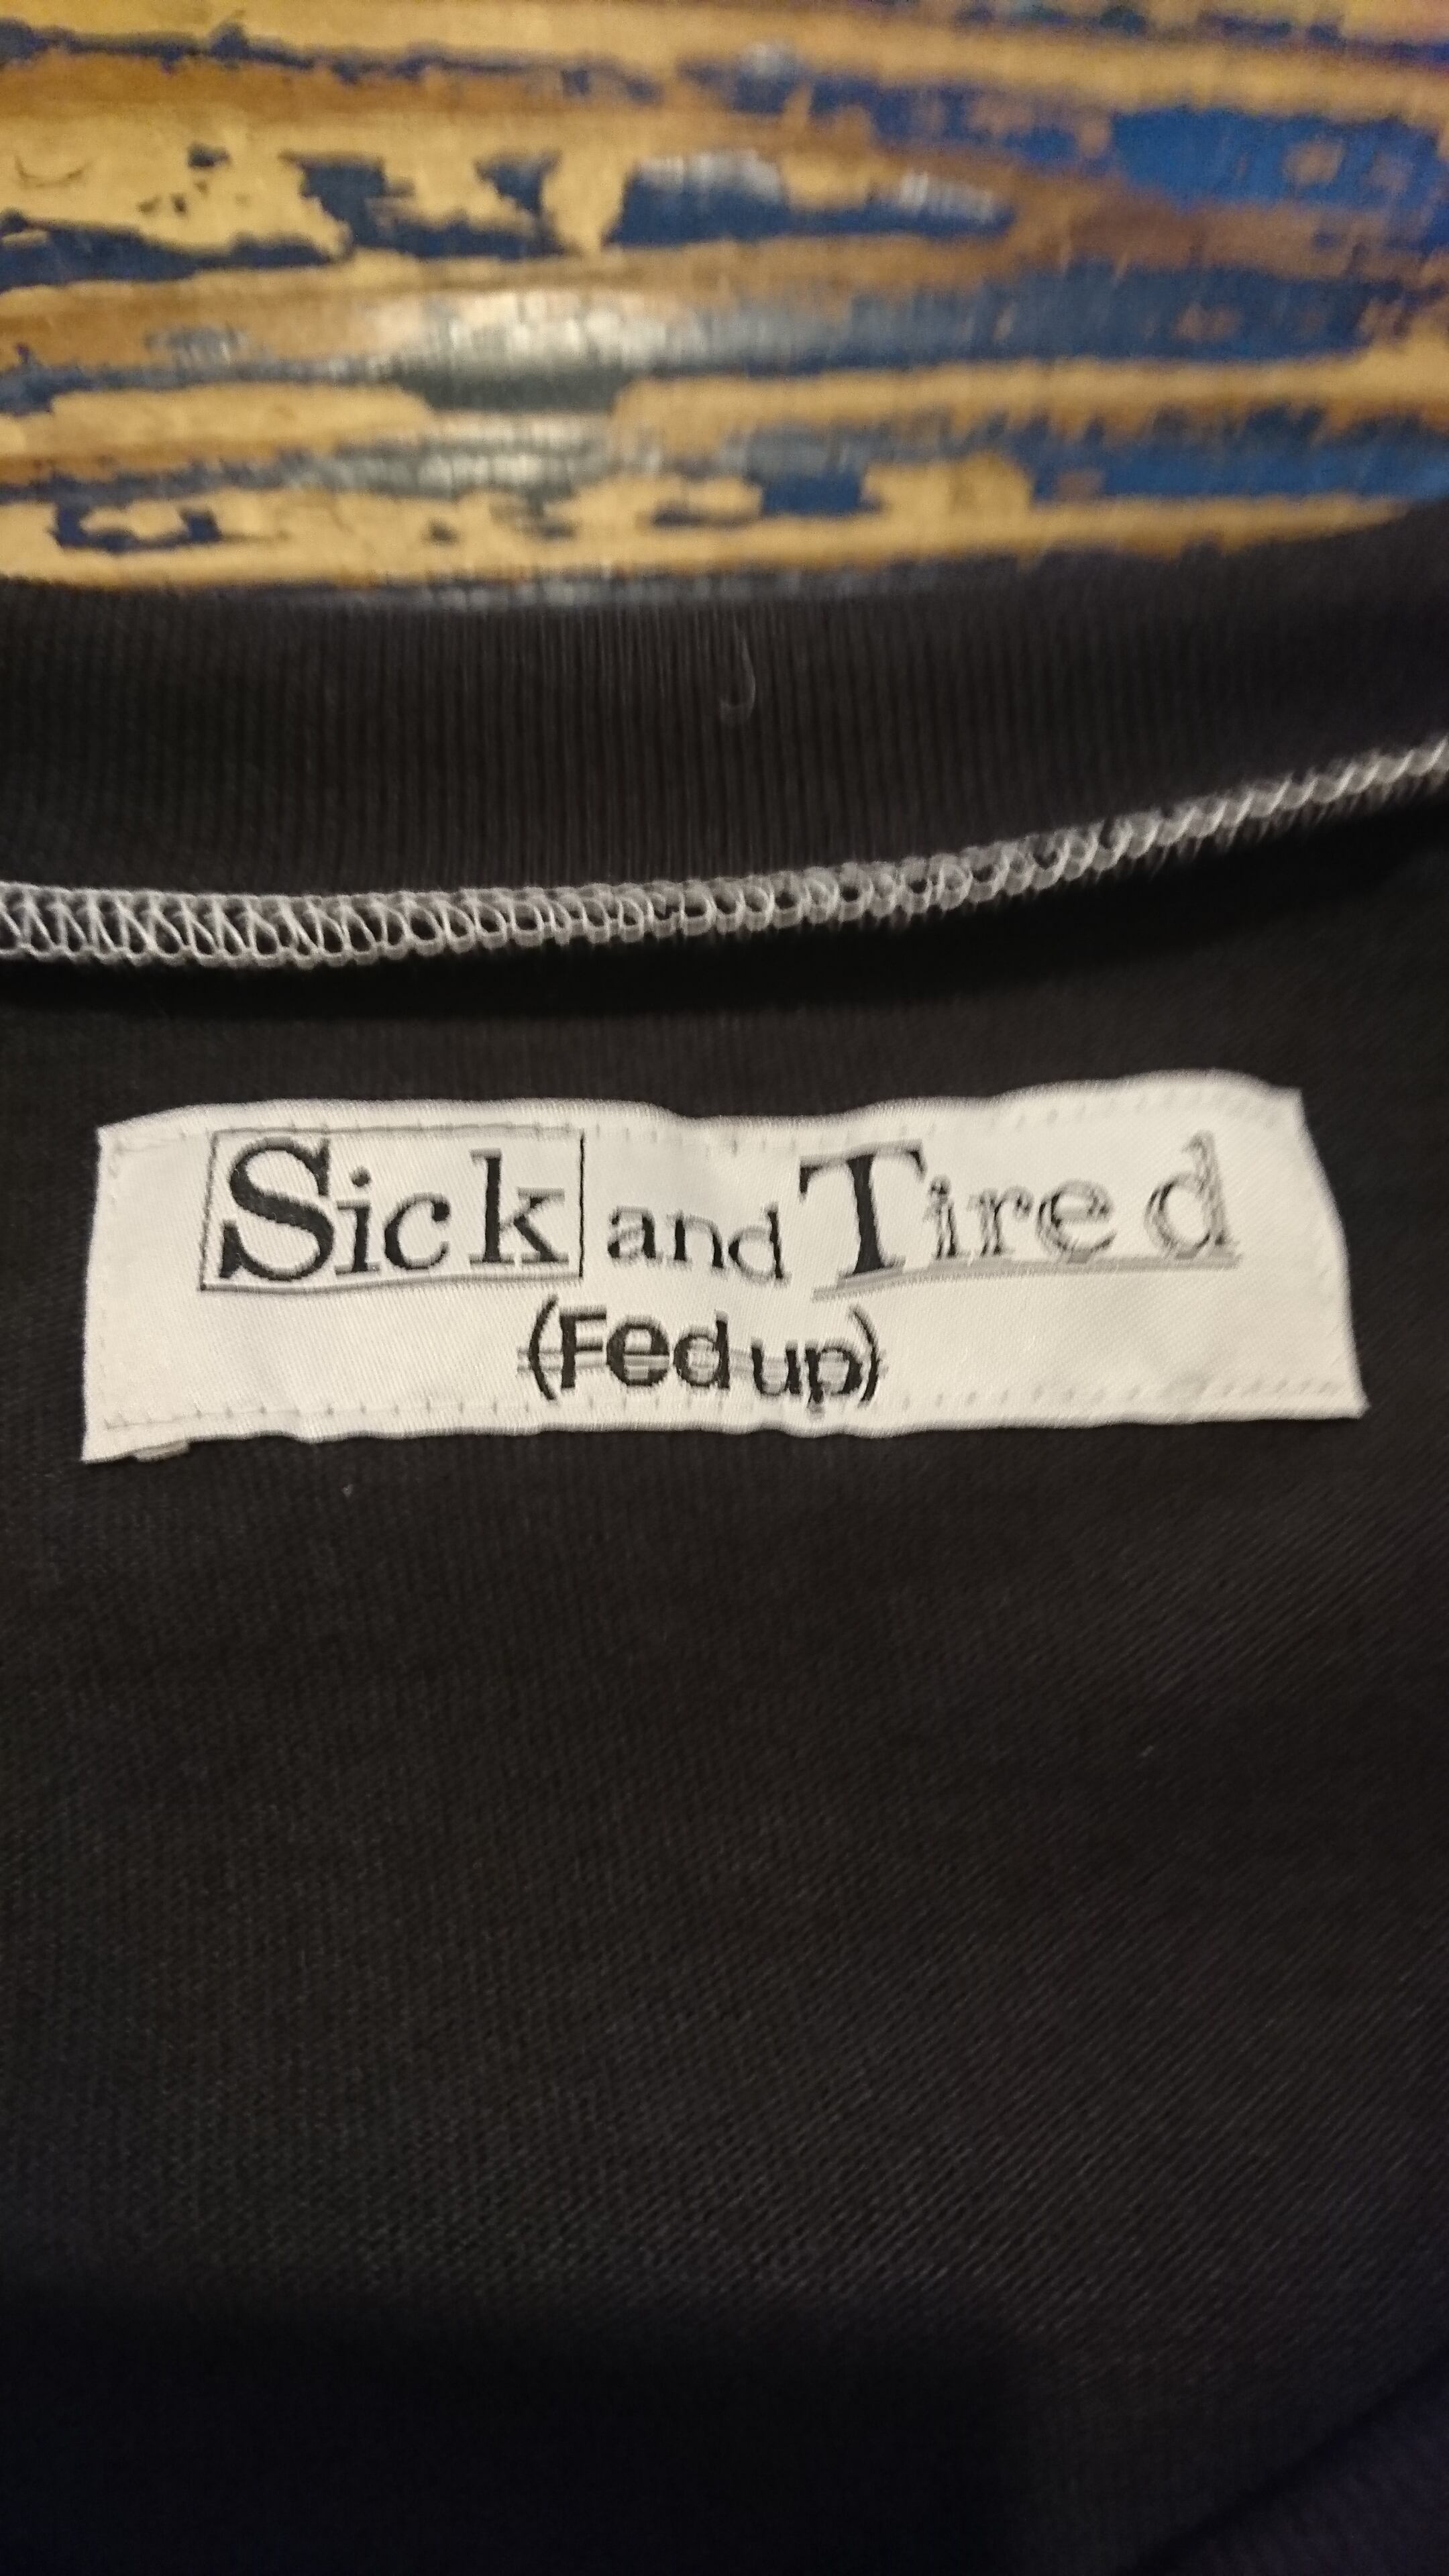 Sick and Tired
(Fed up)